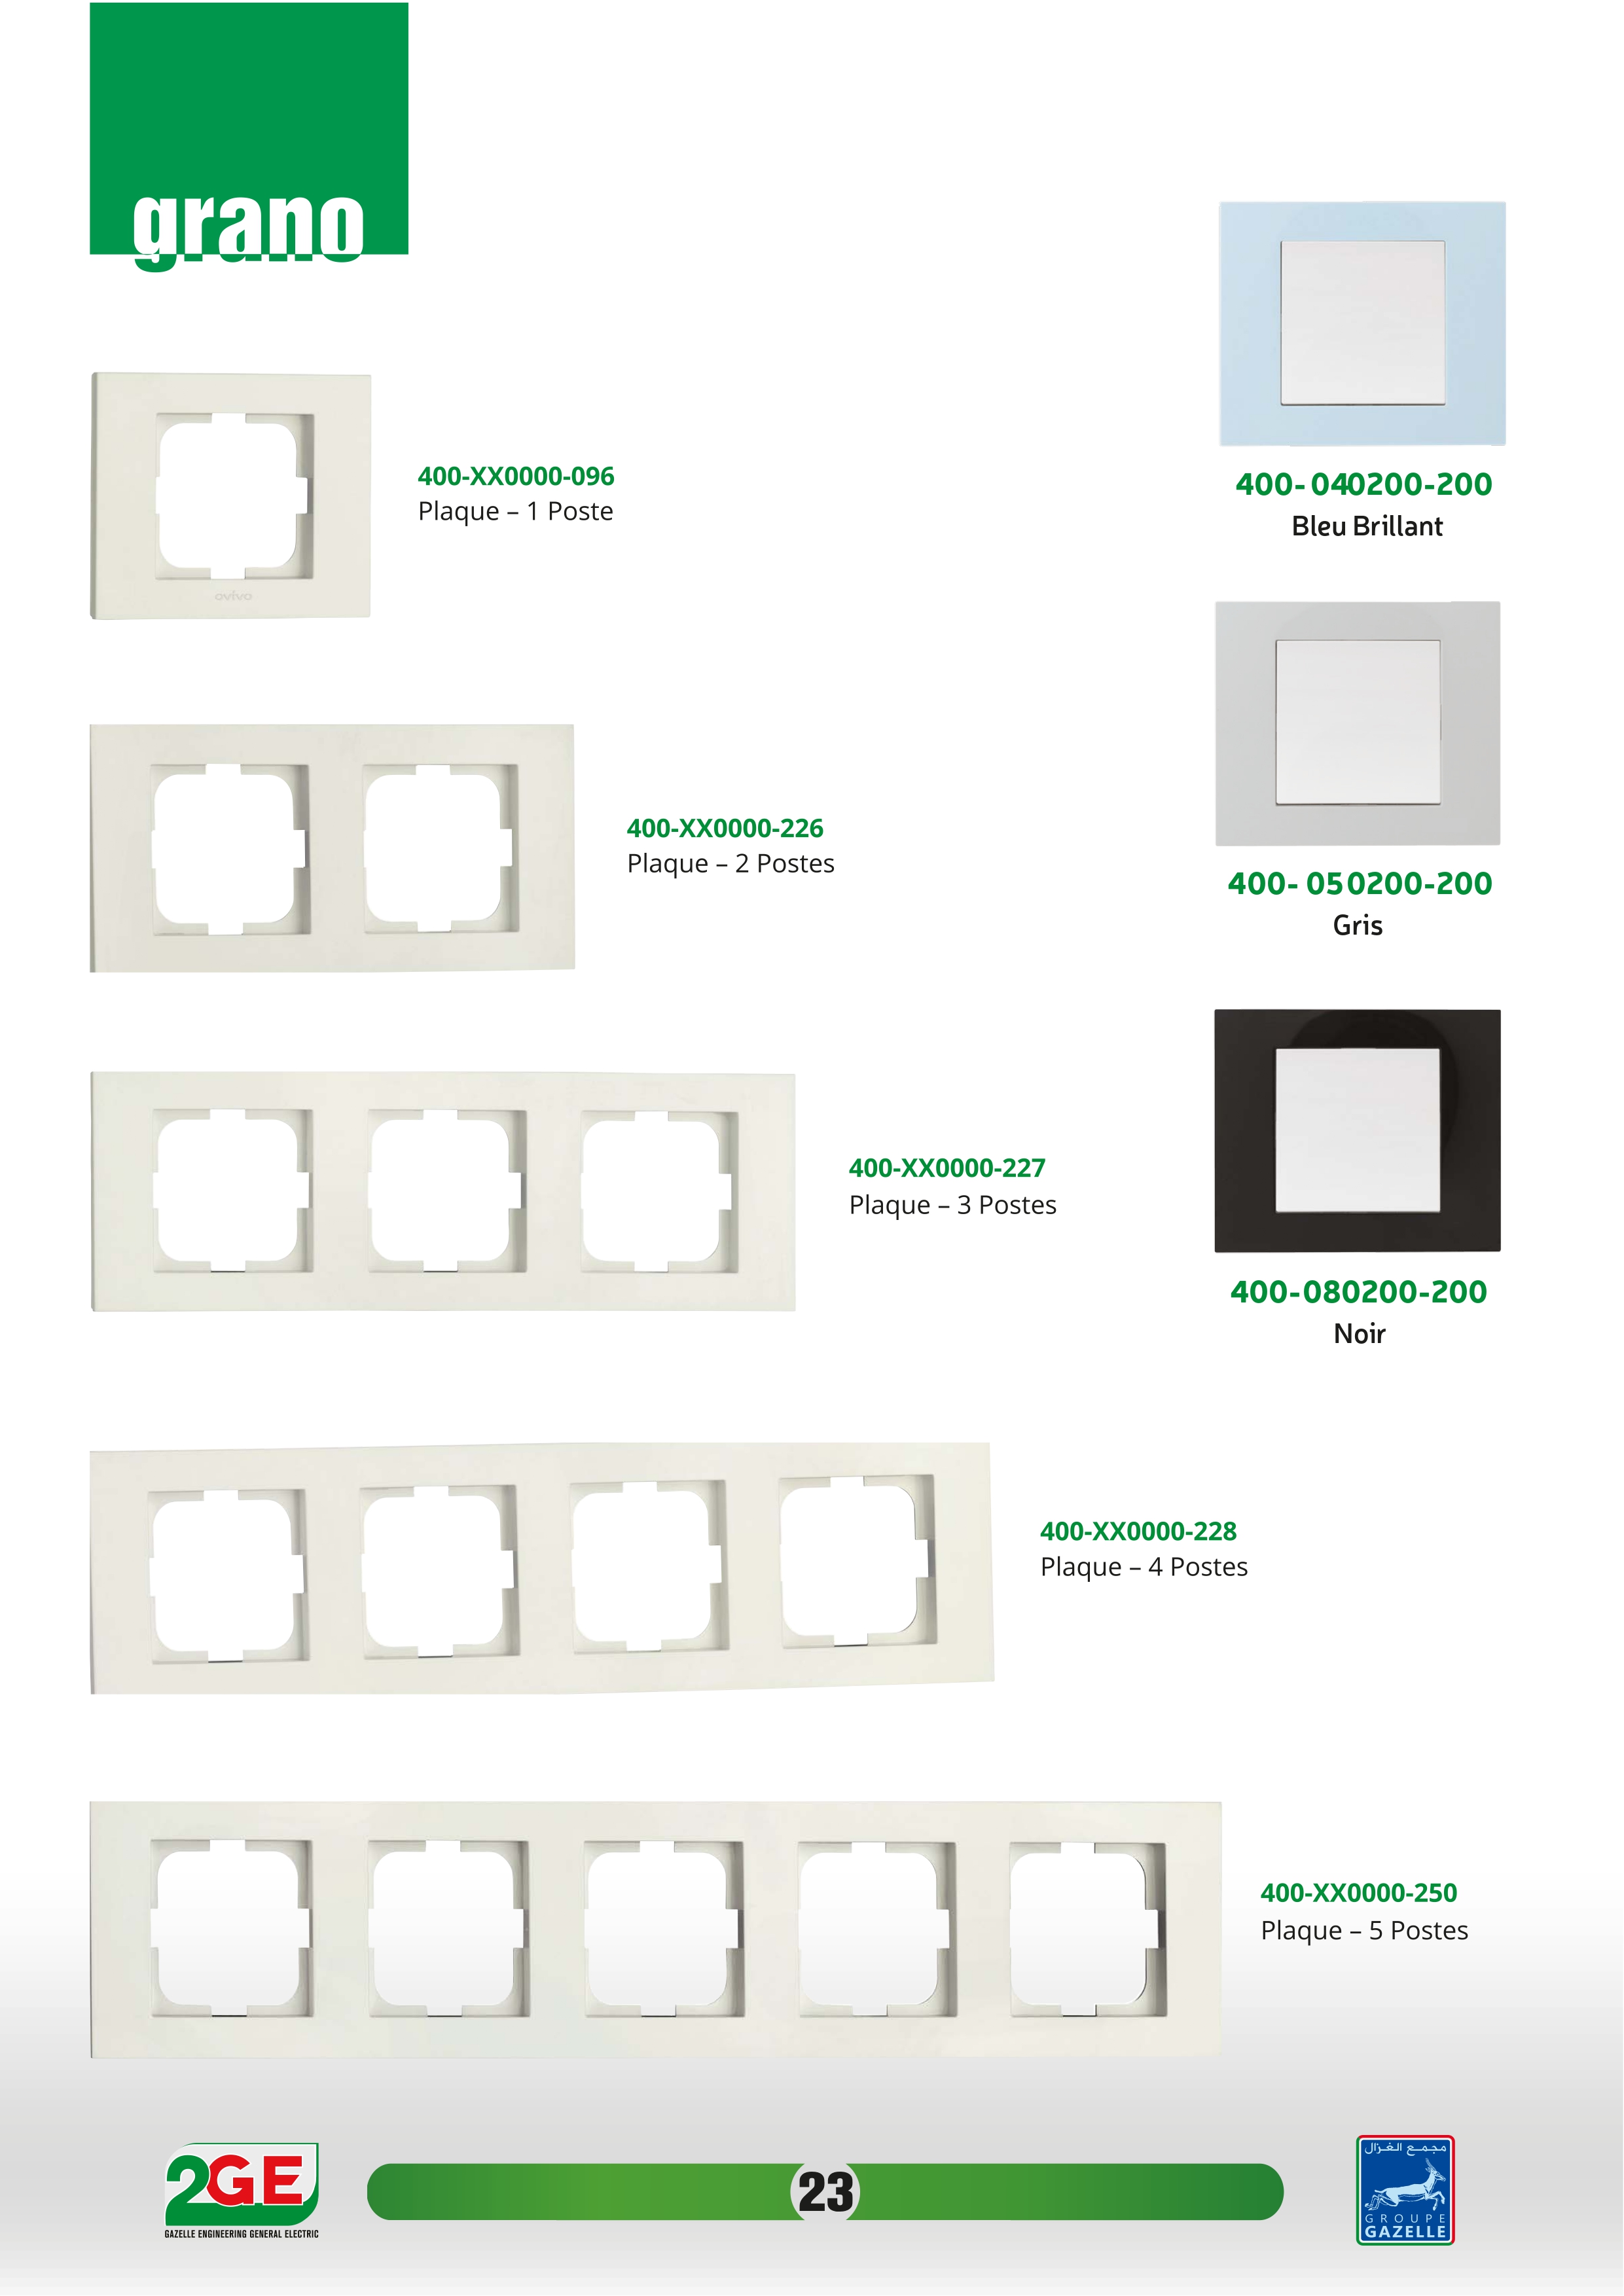 grano
400-XX0000-096
Plaque – 1 Poste
ovivo
400-XX0000-226
Plaque – 2 Postes
400-XX0000-227
Plaque – 3 Postes
400-XX0000-228
Plaque – 4 Postes
400-XX0000-250
Plaque – 5 Postes
400-040200-200
Bleu Brillant
400-050200-200
Gris
400-080200-200
Noir
2GE
GAZELLE ENGINEERING GENERAL ELECTRIC
23
مجمع الغزال
GROUPE
GAZELLE